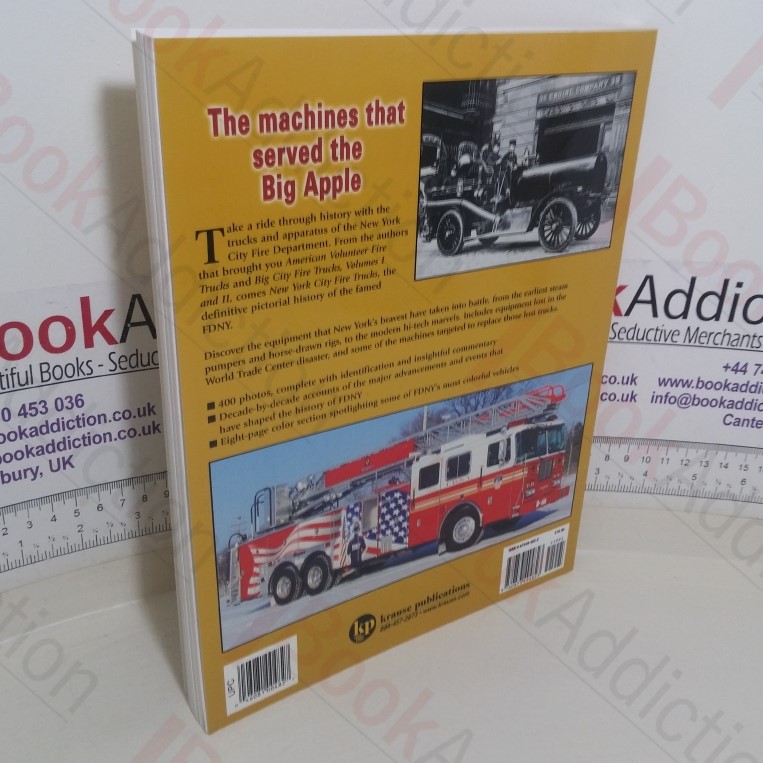 The machines that
served the
Big Apple
Take a ride through history with the
trucks and apparatus of the New York
City Fire Department. From the authors
that brought you American Volunteer Fire
Trucks and Big City Fire Trucks, Volumes I
and II, comes New York City Fire Trucks, the
definitive pictorial history of the famed
FDNY.
Discover the equipment that New York's bravest have taken into battle, from the earliest steam
pumpers and horse-drawn rigs, to the modern hi-tech marvels. Includes equipment lost in the
World Trade Center disaster, and some of the machines targeted to replace those lost trucks.
■ 400 photos, complete with identification and insightful commentary
■ Decade-by-decade accounts of the major advancements and events that
have shaped the history of FDNY
■ Eight-page color section spotlighting some of FDNY's most colorful vehicles
ENGINE COMPANY
kp
krause publications
UPC
ookA
tiful Books - Seduc
0 453 036
ookaddiction.co.uk
ookaddiction.co.uk
bury, UK
kAddic
Seductive Merchants
+44 7
co.uk www.bookaddic
co.uk info@bookaddic
Cante
BookAddiction